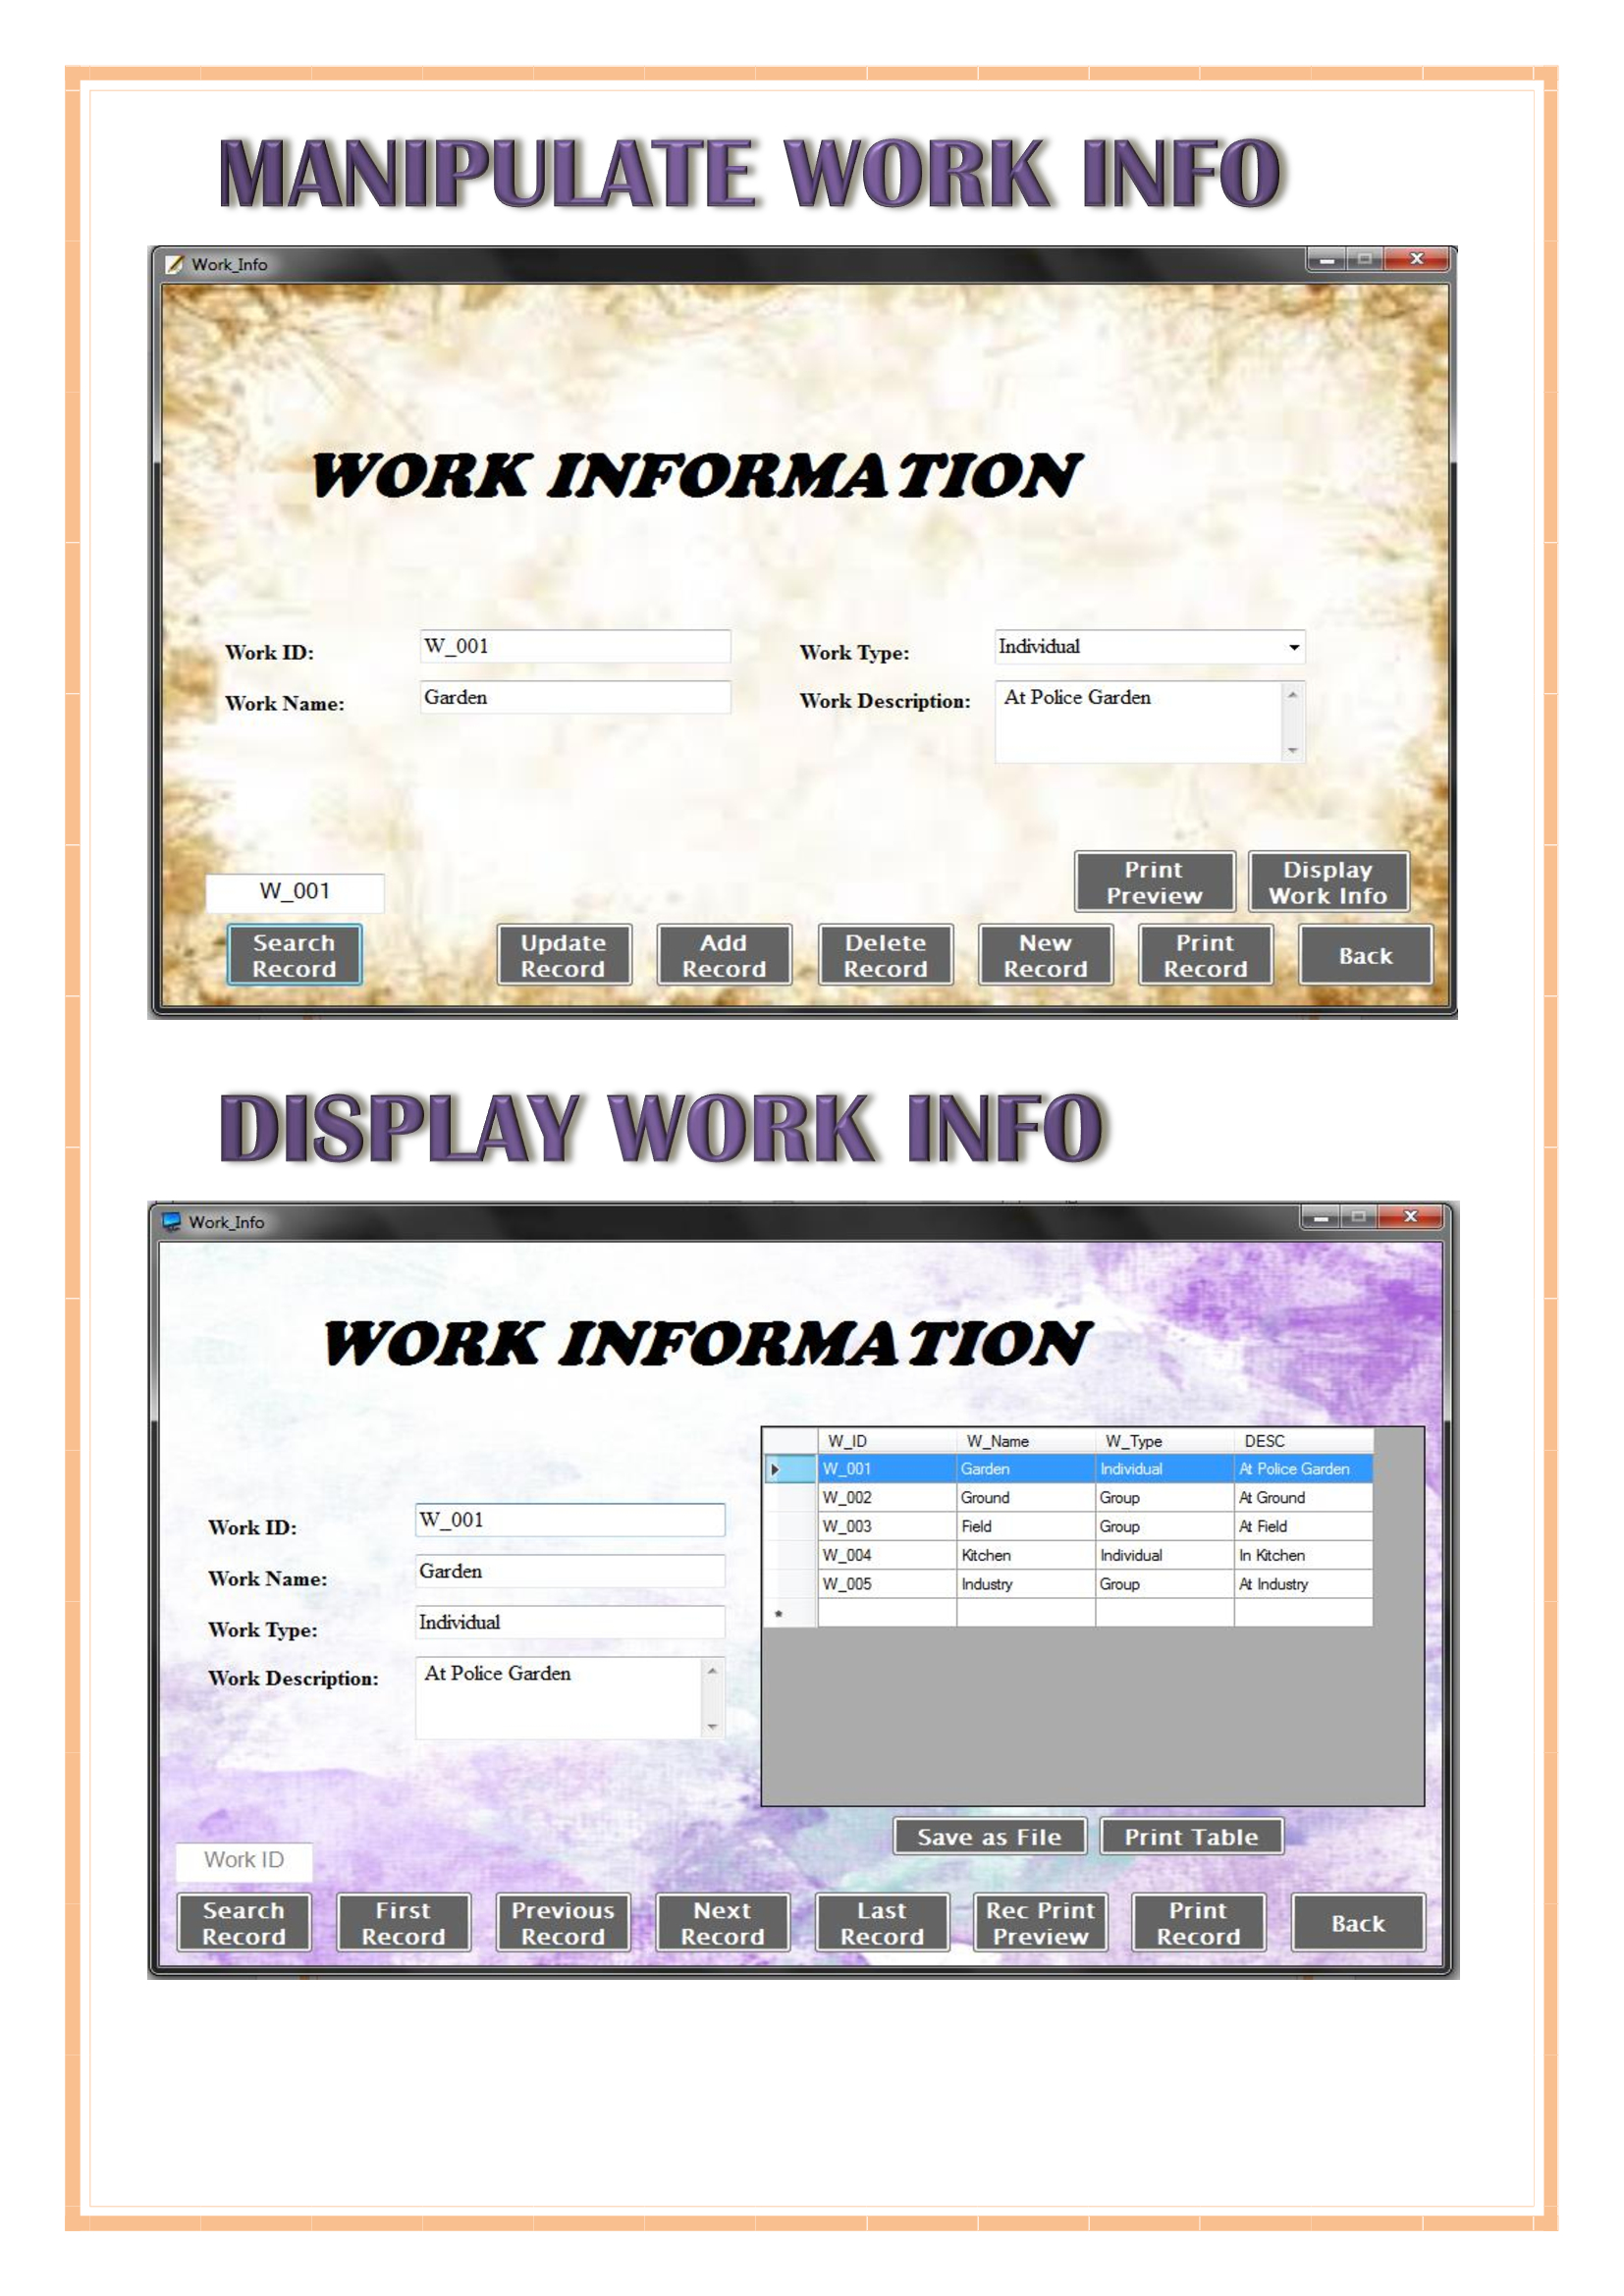 MANIPULATE WORK INFO
Work_Info
WORK INFORMATION
Work ID: W_001 Work Type: Individual
Work Name: Garden Work Description: At Police Garden
Print Preview Display Work Info
W_001
Search Record Update Record Add Record Delete Record New Record Print Record Back
DISPLAY WORK INFO
Work_Info
WORK INFORMATION
W_ID W_Name W_Type DESC
W_001 Garden Individual At Police Garden
W_002 Ground Group At Ground
W_003 Field Group At Field
W_004 Kitchen Individual In Kitchen
W_005 Industry Group At Industry
*
Work ID: W_001
Work Name: Garden
Work Type: Individual
Work Description: At Police Garden
Save as File Print Table
Work ID
Search Record First Record Previous Record Next Record Last Record Rec Print Preview Print Record Back